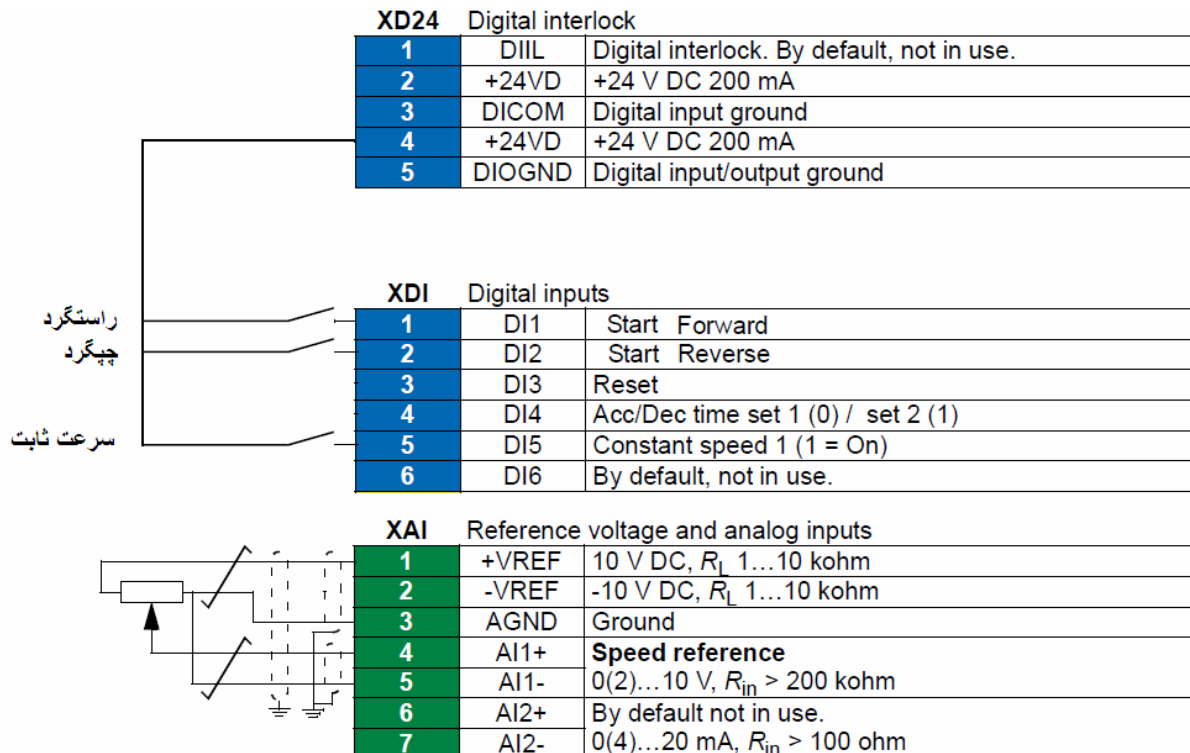 XD24 Digital interlock
1 DIIL Digital interlock. By default, not in use.
2 +24VD +24 V DC 200 mA
3 DICOM Digital input ground
4 +24VD +24 V DC 200 mA
5 DIOGND Digital input/output ground
XDI Digital inputs
راستگرد 1 DI1 Start Forward
چپگرد 2 DI2 Start Reverse
3 DI3 Reset
4 DI4 Acc/Dec time set 1 (0) / set 2 (1)
سرعت ثابت 5 DI5 Constant speed 1 (1 = On)
6 DI6 By default, not in use.
XAI Reference voltage and analog inputs
1 +VREF 10 V DC, RL 1…10 kohm
2 -VREF -10 V DC, RL 1…10 kohm
3 AGND Ground
4 AI1+ Speed reference
5 AI1- 0(2)…10 V, Rin > 200 kohm
6 AI2+ By default not in use.
7 AI2- 0(4)…20 mA, Rin > 100 ohm